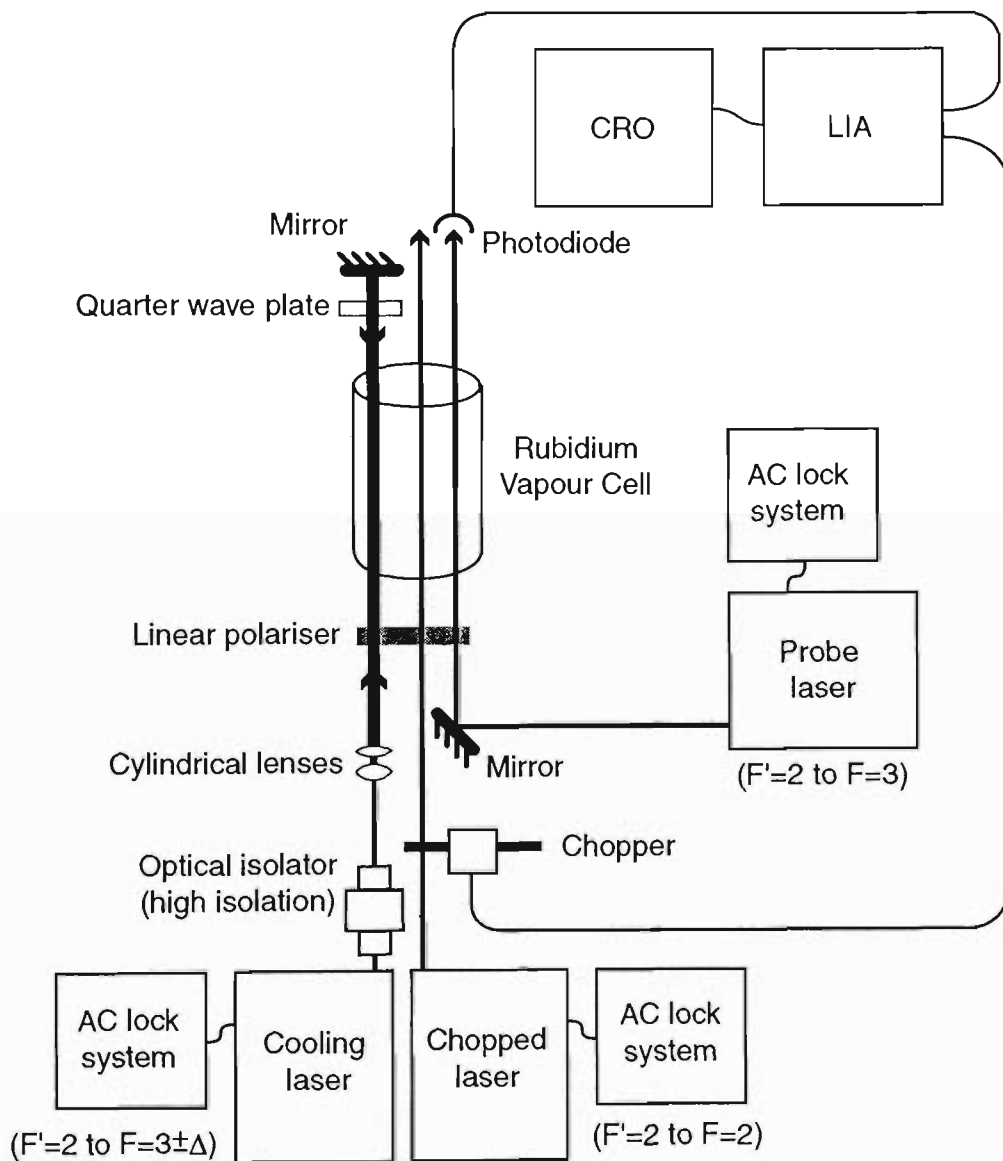 CRO
LIA
Mirror
Photodiode
Quarter wave plate
Rubidium
Vapour Cell
AC lock
system
Linear polariser
Probe
laser
Cylindrical lenses
Mirror
(F'=2 to F=3)
Optical isolator
(high isolation)
Chopper
AC lock
system
Cooling
laser
Chopped
laser
AC lock
system
(F'=2 to F=3±Δ)
(F'=2 to F=2)